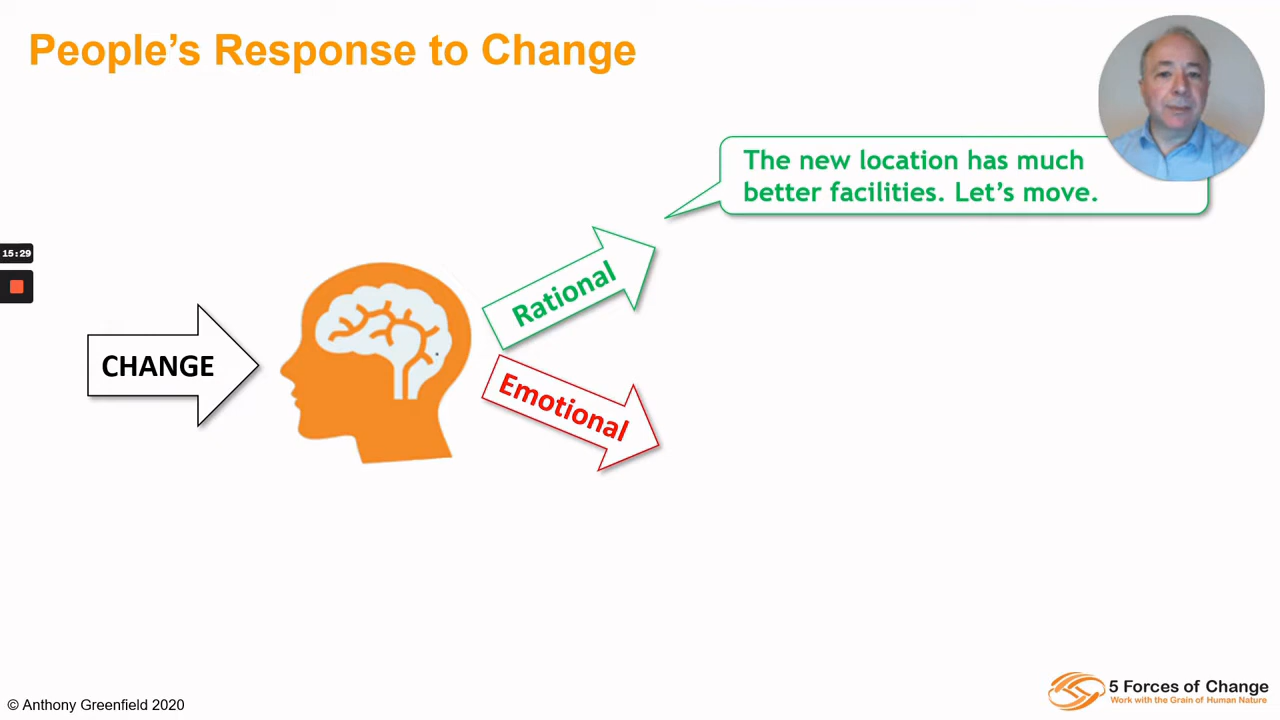 People's Response to Change
The new location has much
better facilities. Let's move.
15:29
Rational
CHANGE
Emotional
5 Forces of Change
Work with the Grain of Human Nature
© Anthony Greenfield 2020